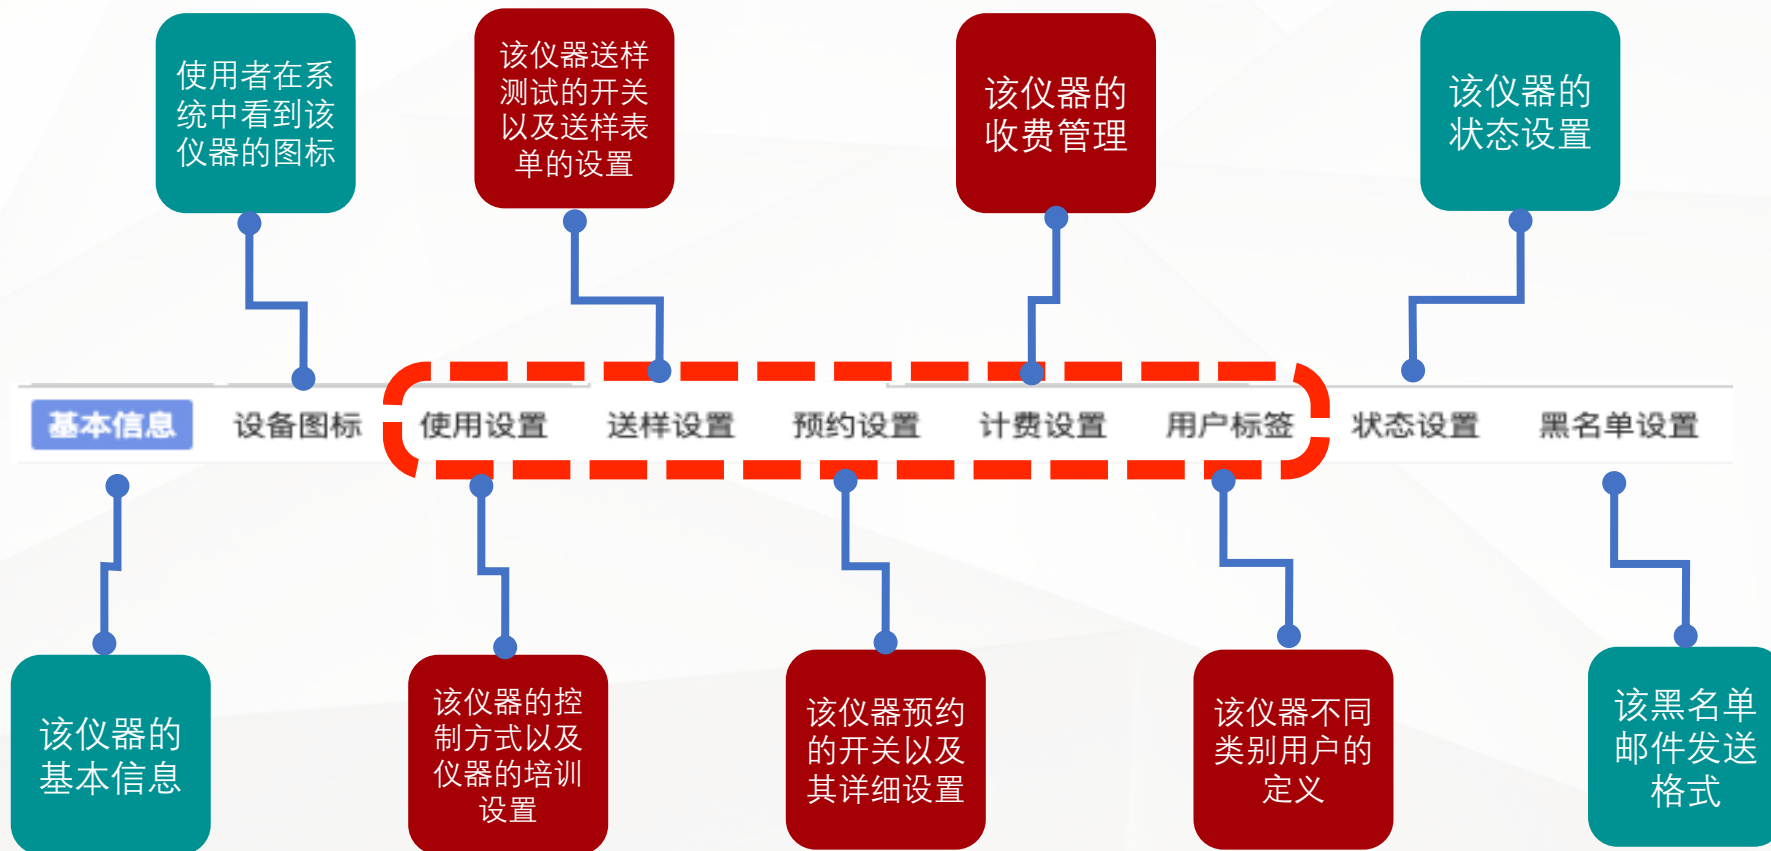 使用者在系
统中看到该
仪器的图标
该仪器送样
测试的开关
以及送样表
单的设置
该仪器的
收费管理
该仪器的
状态设置
基本信息 设备图标 使用设置 送样设置 预约设置 计费设置 用户标签 状态设置 黑名单设置
该仪器的
基本信息
该仪器的控
制方式以及
仪器的培训
设置
该仪器预约
的开关以及
其详细设置
该仪器不同
类别用户的
定义
该黑名单
邮件发送
格式